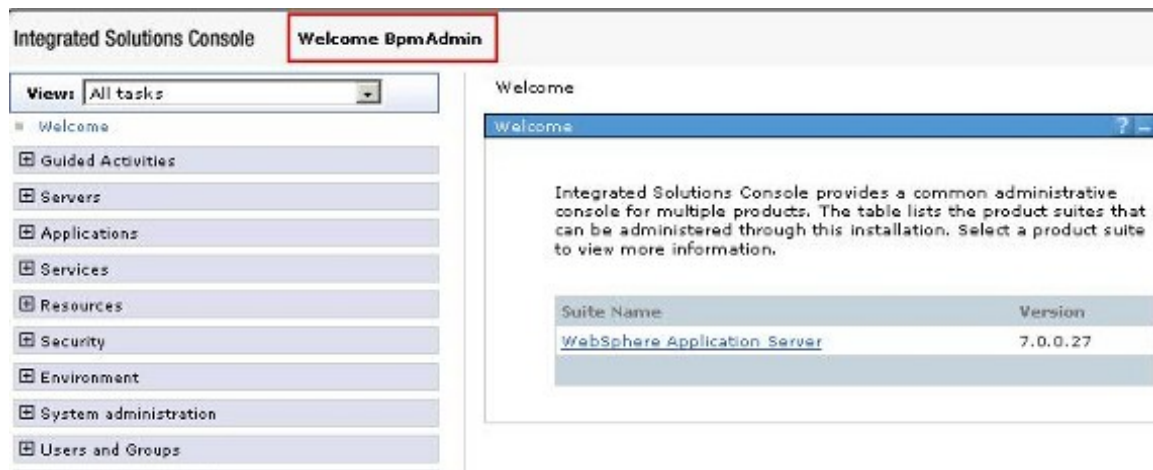 Integrated Solutions Console Welcome BpmAdmin
View: All tasks
Welcome
Guided Activities
Servers
Applications
Services
Resources
Security
Environment
System administration
Users and Groups
Welcome
Welcome ? –
Integrated Solutions Console provides a common administrative
console for multiple products. The table lists the product suites that
can be administered through this installation. Select a product suite
to view more information.
Suite Name Version
WebSphere Application Server 7.0.0.27